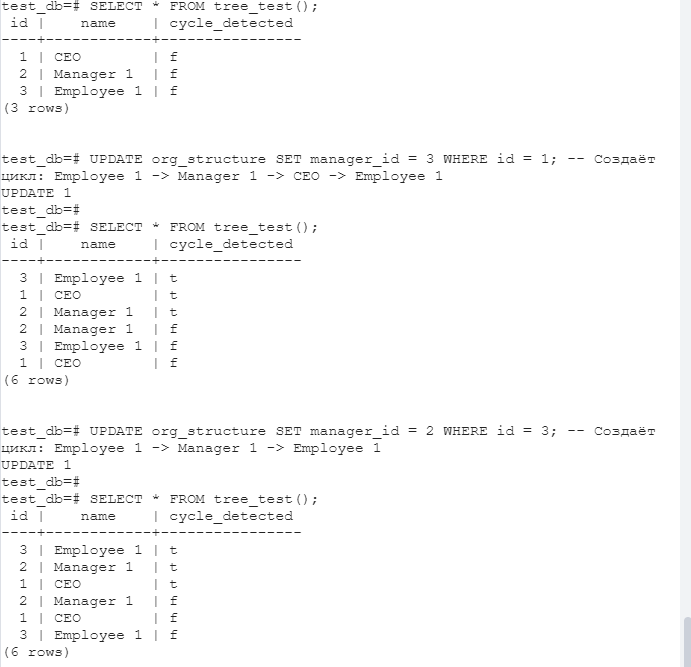 test_db=# SELECT * FROM tree_test();
 id |    name    | cycle_detected
----+------------+----------------
  1 | CEO        | f
  2 | Manager 1  | f
  3 | Employee 1 | f
(3 rows)
test_db=# UPDATE org_structure SET manager_id = 3 WHERE id = 1; -- Создаёт
цикл: Employee 1 -> Manager 1 -> CEO -> Employee 1
UPDATE 1
test_db=#
test_db=# SELECT * FROM tree_test();
 id |    name    | cycle_detected
----+------------+----------------
  3 | Employee 1 | t
  1 | CEO        | t
  2 | Manager 1  | t
  2 | Manager 1  | f
  3 | Employee 1 | f
  1 | CEO        | f
(6 rows)
test_db=# UPDATE org_structure SET manager_id = 2 WHERE id = 3; -- Создаёт
цикл: Employee 1 -> Manager 1 -> Employee 1
UPDATE 1
test_db=#
test_db=# SELECT * FROM tree_test();
 id |    name    | cycle_detected
----+------------+----------------
  3 | Employee 1 | t
  2 | Manager 1  | t
  1 | CEO        | t
  2 | Manager 1  | f
  1 | CEO        | f
  3 | Employee 1 | f
(6 rows)